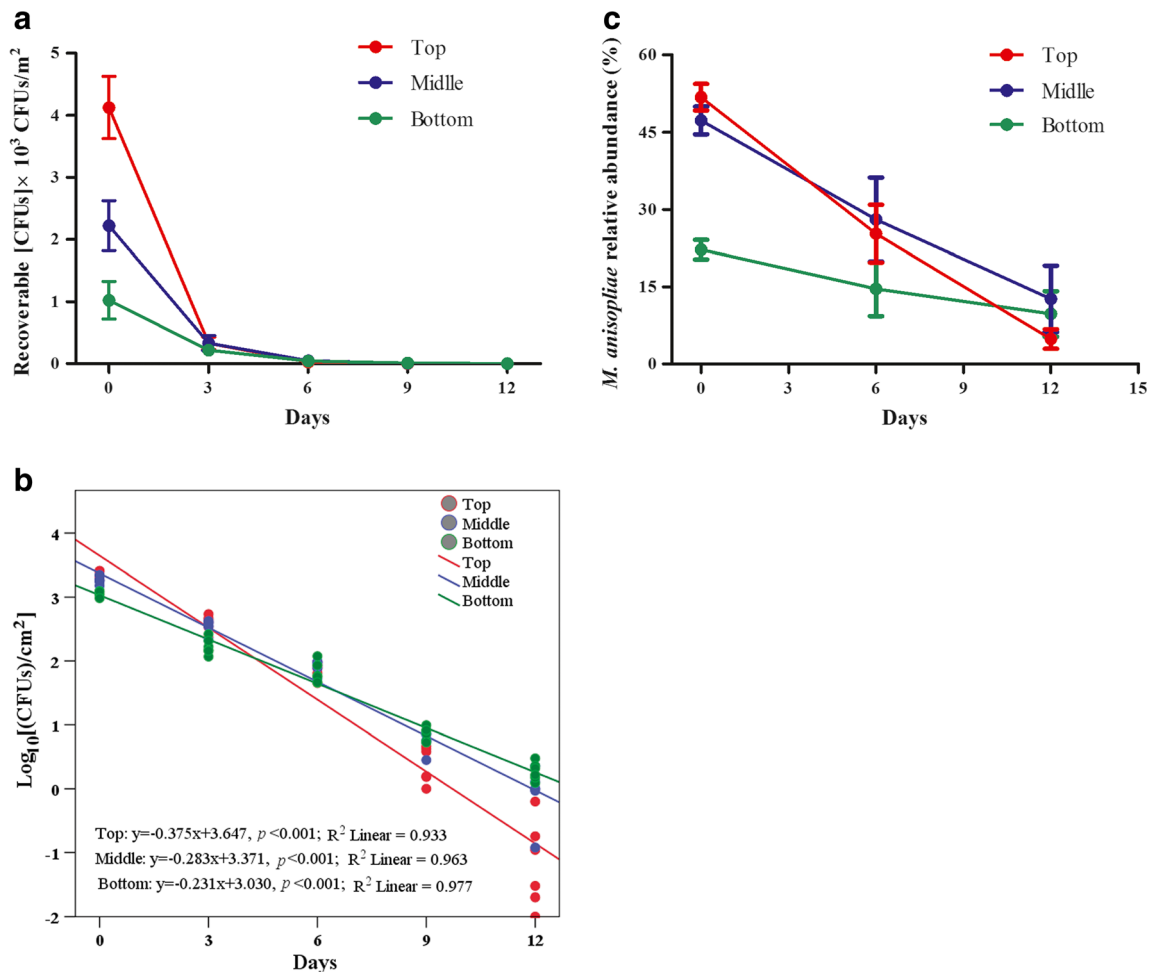 a
Recoverable [CFUs]× 10³ CFUs/m²
5
4
3
2
1
0
0 3 6 9 12
Days
Top
Midlle
Bottom
c
M. anisopliae relative abundance (%)
60
45
30
15
0
0 3 6 9 12 15
Days
Top
Midlle
Bottom
b
Log₁₀[(CFUs)/cm²]
4
3
2
1
0
-1
-2
Top
Middle
Bottom
Top
Middle
Bottom
Top: y=-0.375x+3.647, p<0.001; R² Linear = 0.933
Middle: y=-0.283x+3.371, p<0.001; R² Linear = 0.963
Bottom: y=-0.231x+3.030, p<0.001; R² Linear = 0.977
0 3 6 9 12
Days